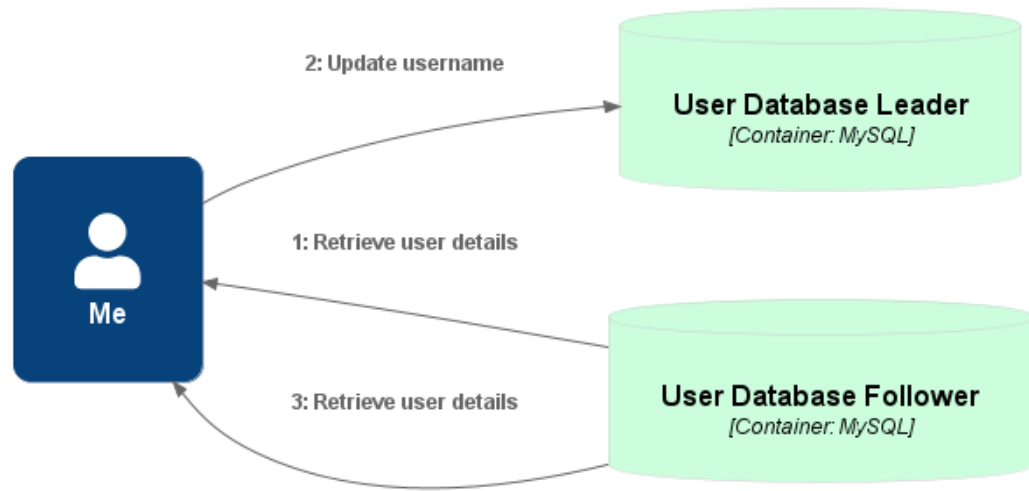 2: Update username
User Database Leader
[Container: MySQL]
1: Retrieve user details
Me
3: Retrieve user details
User Database Follower
[Container: MySQL]